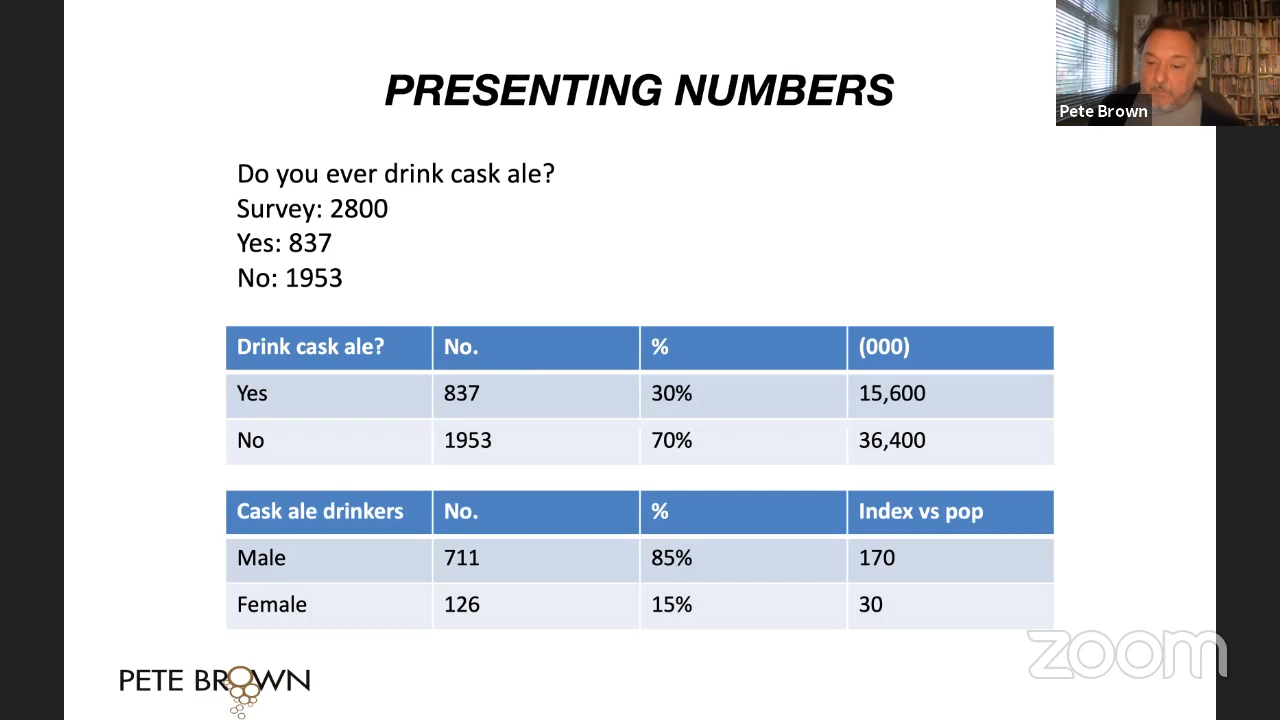 PRESENTING NUMBERS
Pete Brown
Do you ever drink cask ale?
Survey: 2800
Yes: 837
No: 1953
Drink cask ale? No. % (000)
Yes 837 30% 15,600
No 1953 70% 36,400
Cask ale drinkers No. % Index vs pop
Male 711 85% 170
Female 126 15% 30
zoom
PETE BROWN